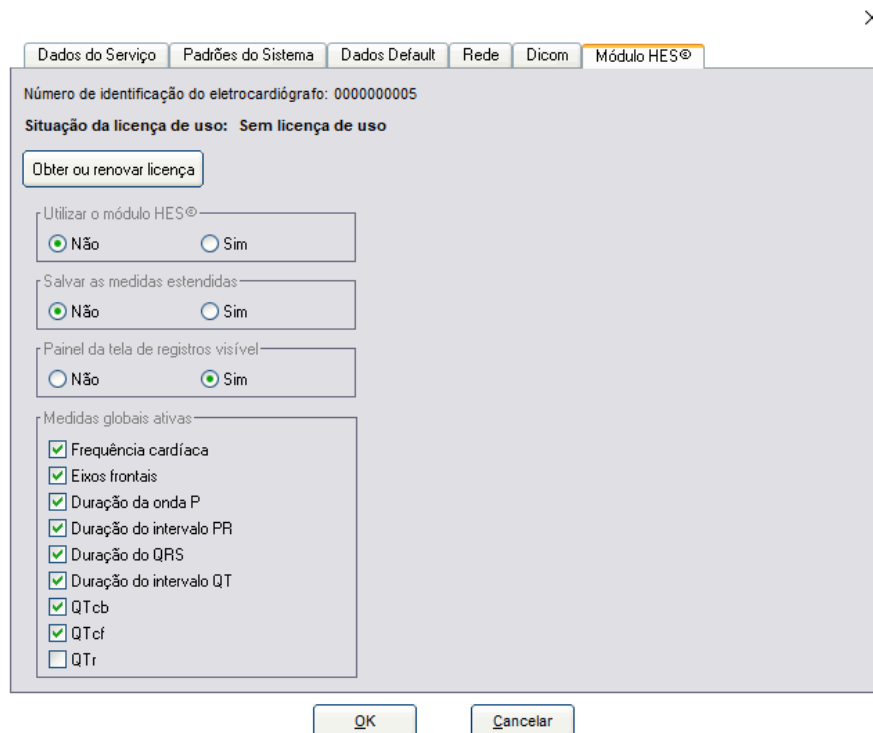 Dados do Serviço Padrões do Sistema Dados Default Rede Dicom Módulo HES©
Número de identificação do eletrocardiógrafo: 0000000005
Situação da licença de uso: Sem licença de uso
Obter ou renovar licença
Utilizar o módulo HES©
Não Sim
Salvar as medidas estendidas
Não Sim
Painel da tela de registros visível
Não Sim
Medidas globais ativas
Frequência cardíaca
Eixos frontais
Duração da onda P
Duração do intervalo PR
Duração do QRS
Duração do intervalo QT
QTcb
QTcf
QTr
OK Cancelar